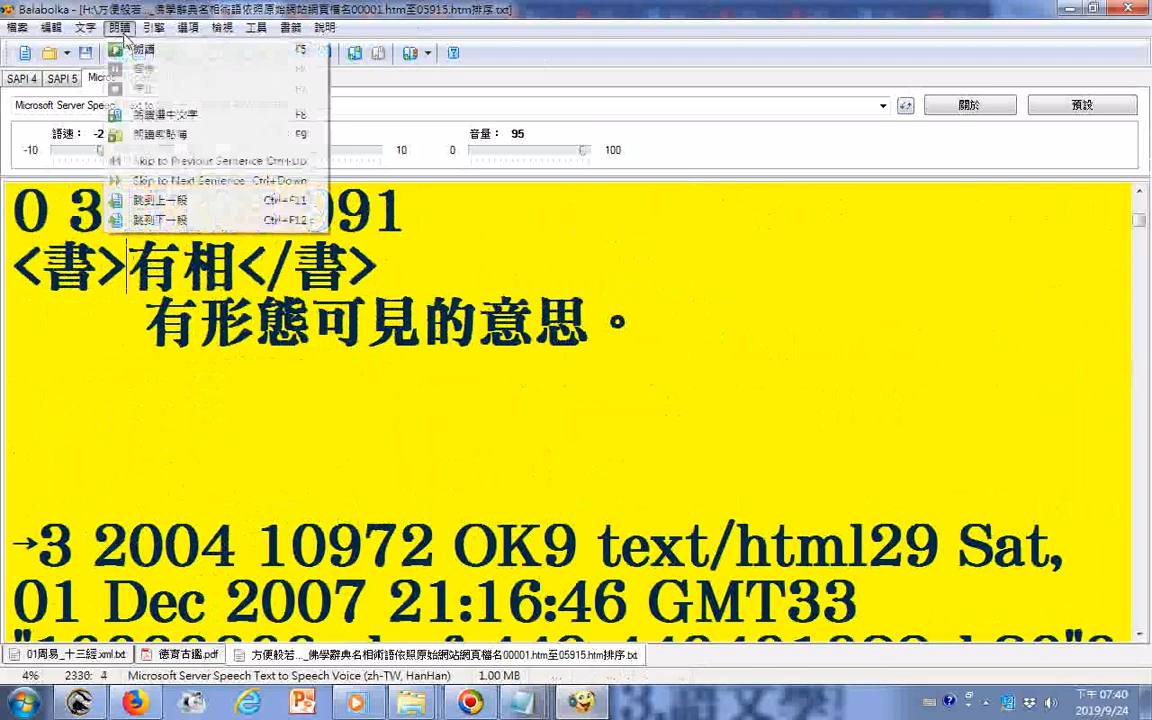 Balabolka - [H:\方便般若..._佛學辭典名相術語依照原始網站網頁檔名00001.htm至05915.htm排序.txt]
檔案 編輯 文字 朗讀 引擎 選項 檢視 工具 書籤 說明
朗讀 F5
SAPI 4 SAPI 5
朗讀選中文字 F8
朗讀剪貼簿 F9
Skip to Previous Sentence Ctrl+Up
Skip to Next Sentence Ctrl+Down
跳到上一段 Ctrl+F11
跳到下一段 Ctrl+F12
Microsoft Server Speech Text to
關於 預設
語速： -2 音量： 95
-10 10 0 100
0 3 091
<書>有相</書>
有形態可見的意思。
→3 2004 10972 OK9 text/html29 Sat,
01 Dec 2007 21:16:46 GMT33
01周易_十三經.xml.txt 德育古鑑.pdf 方便般若..._佛學辭典名相術語依照原始網站網頁檔名00001.htm至05915.htm排序.txt
4% 2330: 4 Microsoft Server Speech Text to Speech Voice (zh-TW, HanHan) 1.00 MB
下午 07:40
2019/9/24